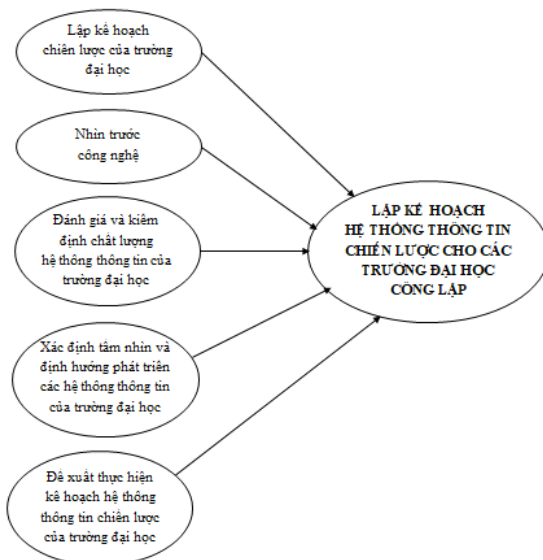 Lập kế hoạch
chiến lược của trường
đại học
Nhìn trước
công nghệ
Đánh giá và kiểm
định chất lượng
hệ thống thông tin của
trường đại học
Xác định tầm nhìn và
định hướng phát triển
các hệ thống thông tin
của trường đại học
Đề xuất thực hiện
kế hoạch hệ thống
thông tin chiến lược
của trường đại học
LẬP KẾ HOẠCH
HỆ THỐNG THÔNG TIN
CHIẾN LƯỢC CHO CÁC
TRƯỜNG ĐẠI HỌC
CÔNG LẬP